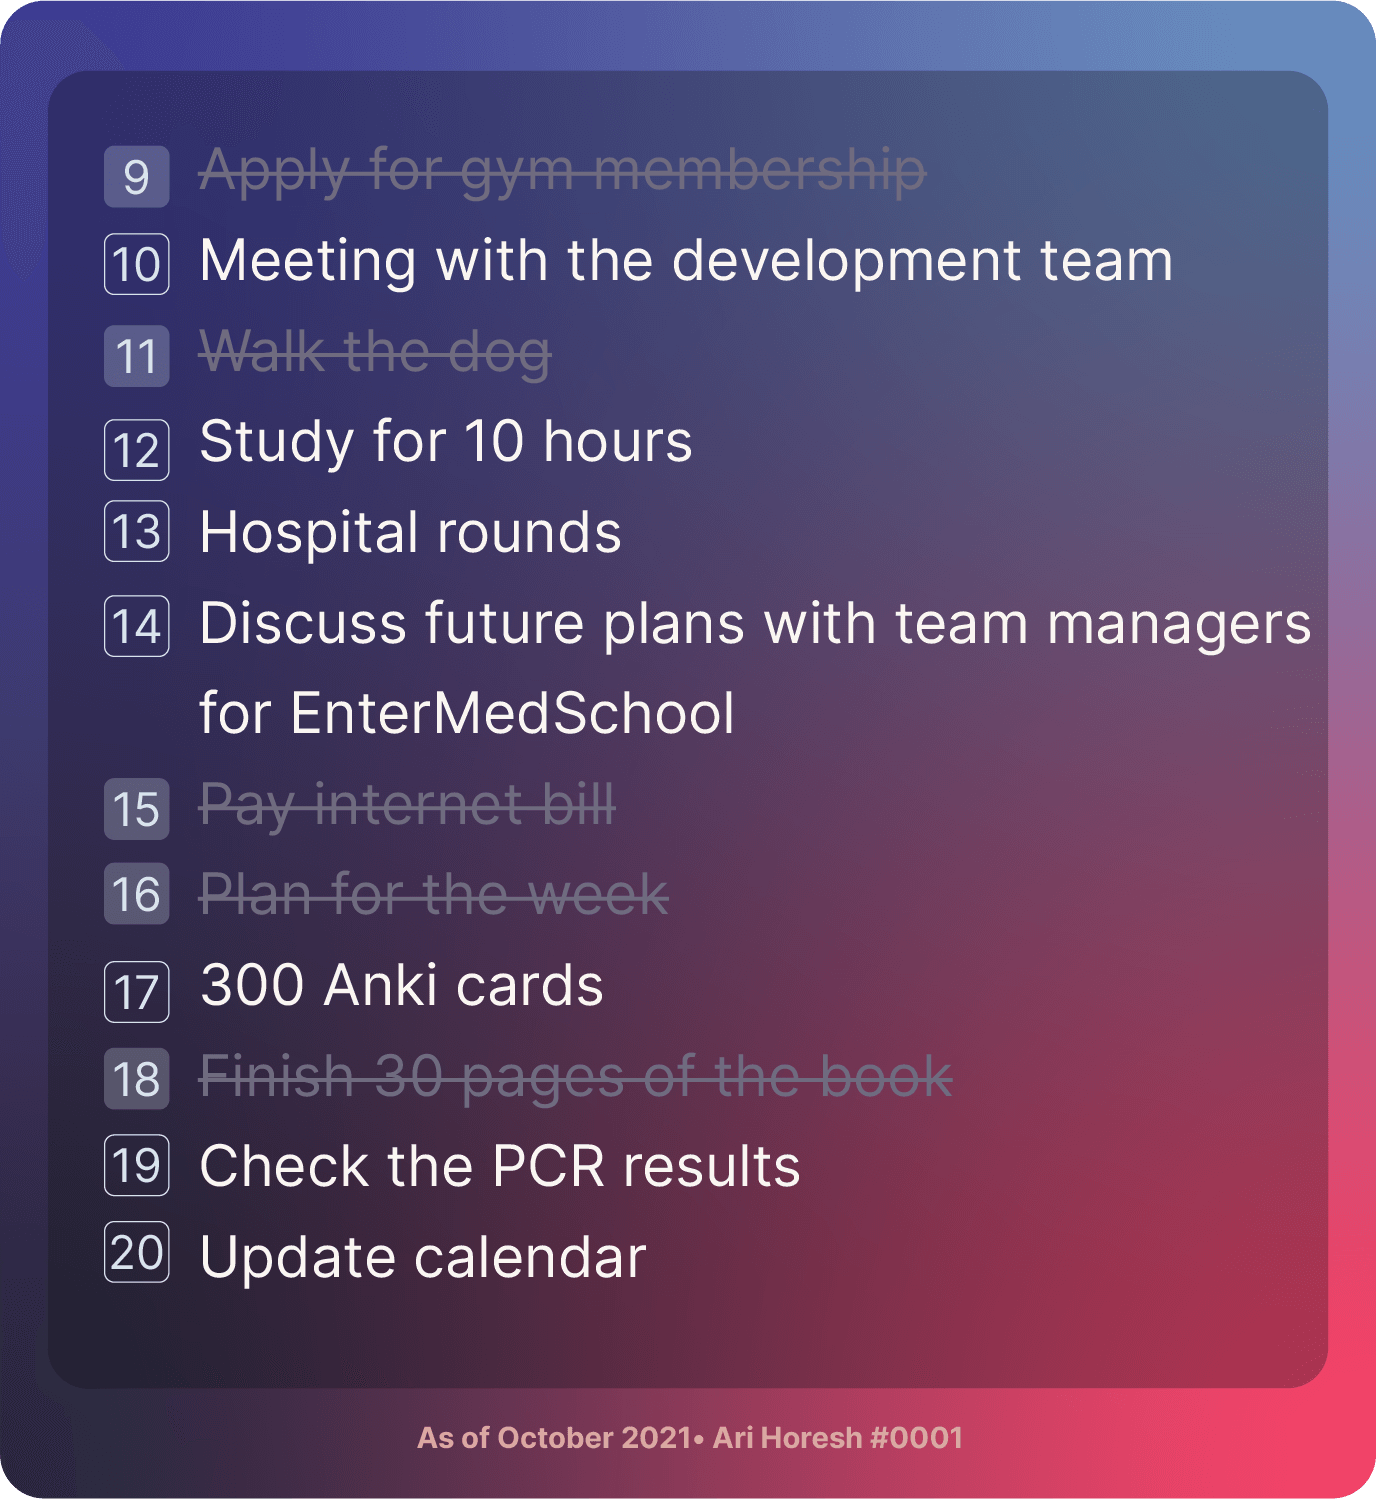 9 Apply for gym membership
10 Meeting with the development team
11 Walk the dog
12 Study for 10 hours
13 Hospital rounds
14 Discuss future plans with team managers
for EnterMedSchool
15 Pay internet bill
16 Plan for the week
17 300 Anki cards
18 Finish 30 pages of the book
19 Check the PCR results
20 Update calendar
As of October 2021• Ari Horesh #0001